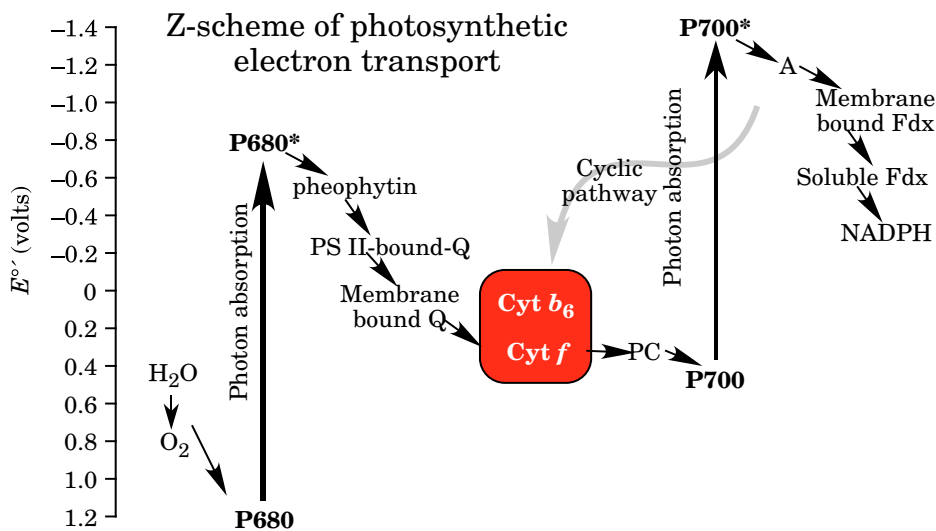 Z-scheme of photosynthetic
electron transport
E°′ (volts)
–1.4
–1.2
–1.0
–0.8
–0.6
–0.4
–0.2
0
0.2
0.4
0.6
0.8
1.0
1.2
H2O
O2
P680
Photon absorption
P680*
pheophytin
PS II-bound-Q
Membrane
bound Q
Cyt b6
Cyt f
PC
P700
Photon absorption
P700*
Cyclic
pathway
A
Membrane
bound Fdx
Soluble Fdx
NADPH